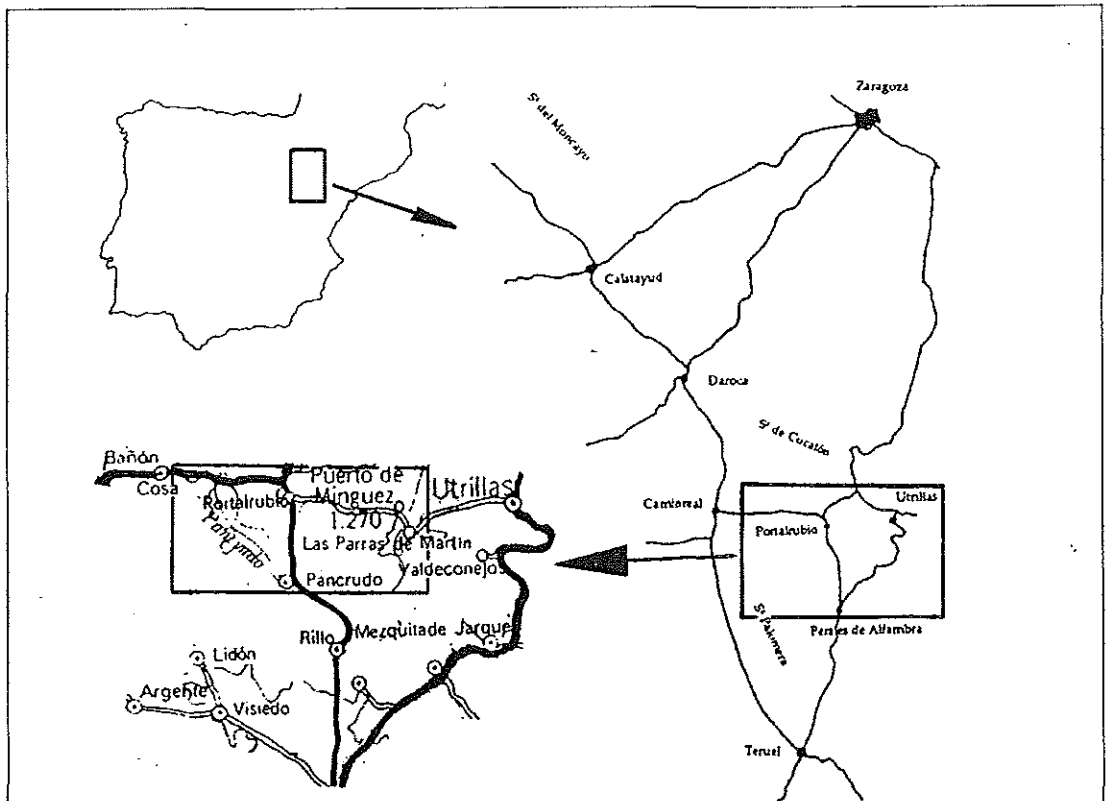 Zaragoza
Sª del Moncayo
Calatayud
Daroca
Sª de Cucalón
Bañón
Cosa
Portalrubio
Puerto de
Minguez
1.270
Utrillas
Las Parras de Martín
Pancrudo
Valdeconejos
Pancrudo
Rillo
Mezquita de Jarque
Lidón
Argente
Visiedo
Utrillas
Portalrubio
Sª Palomera
Perales de Alfambra
Teruel